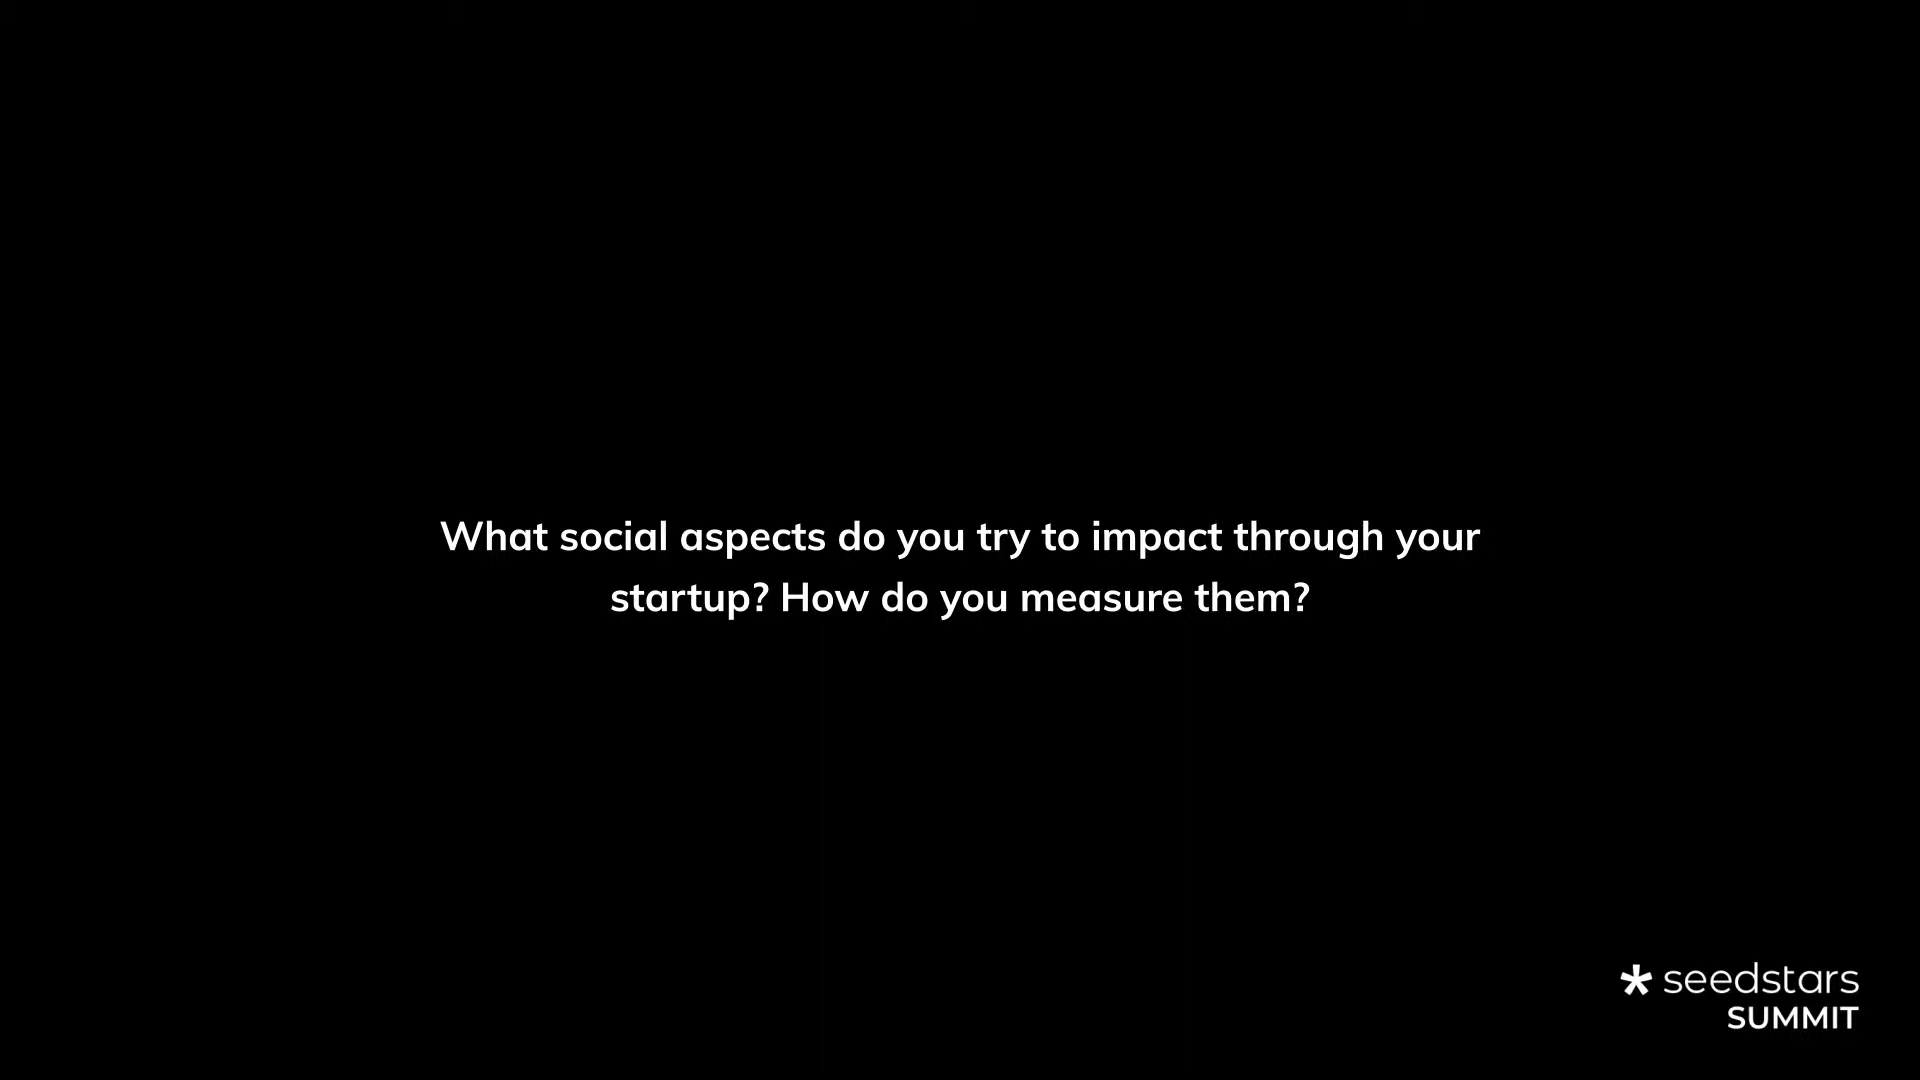 What social aspects do you try to impact through your
startup? How do you measure them?
seedstars
SUMMIT